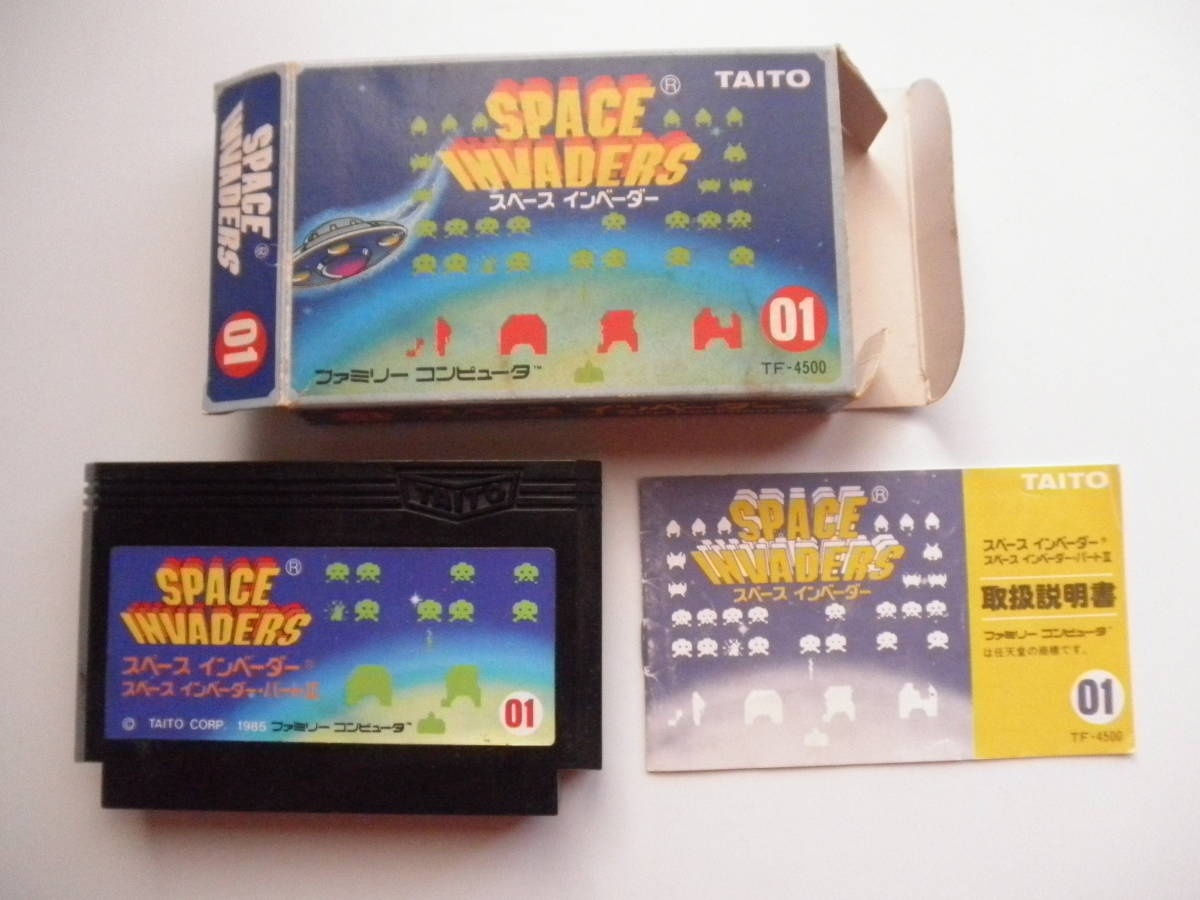 SPACE
INVADERS®
01
SPACE®
INVADERS
スペース インベーダー
TAITO
01
TF-4500
ファミリー コンピュータ™
TAITO
SPACE®
INVADERS
スペース インベーダー®
スペース インベーダー・パートII
© TAITO CORP. 1985 ファミリー コンピュータ™
01
SPACE®
INVADERS
スペース インベーダー
TAITO
スペース インベーダー®
スペース インベーダー・パートII
取扱説明書
ファミリー コンピュータ™
は任天堂の商標です。
01
TF-4500